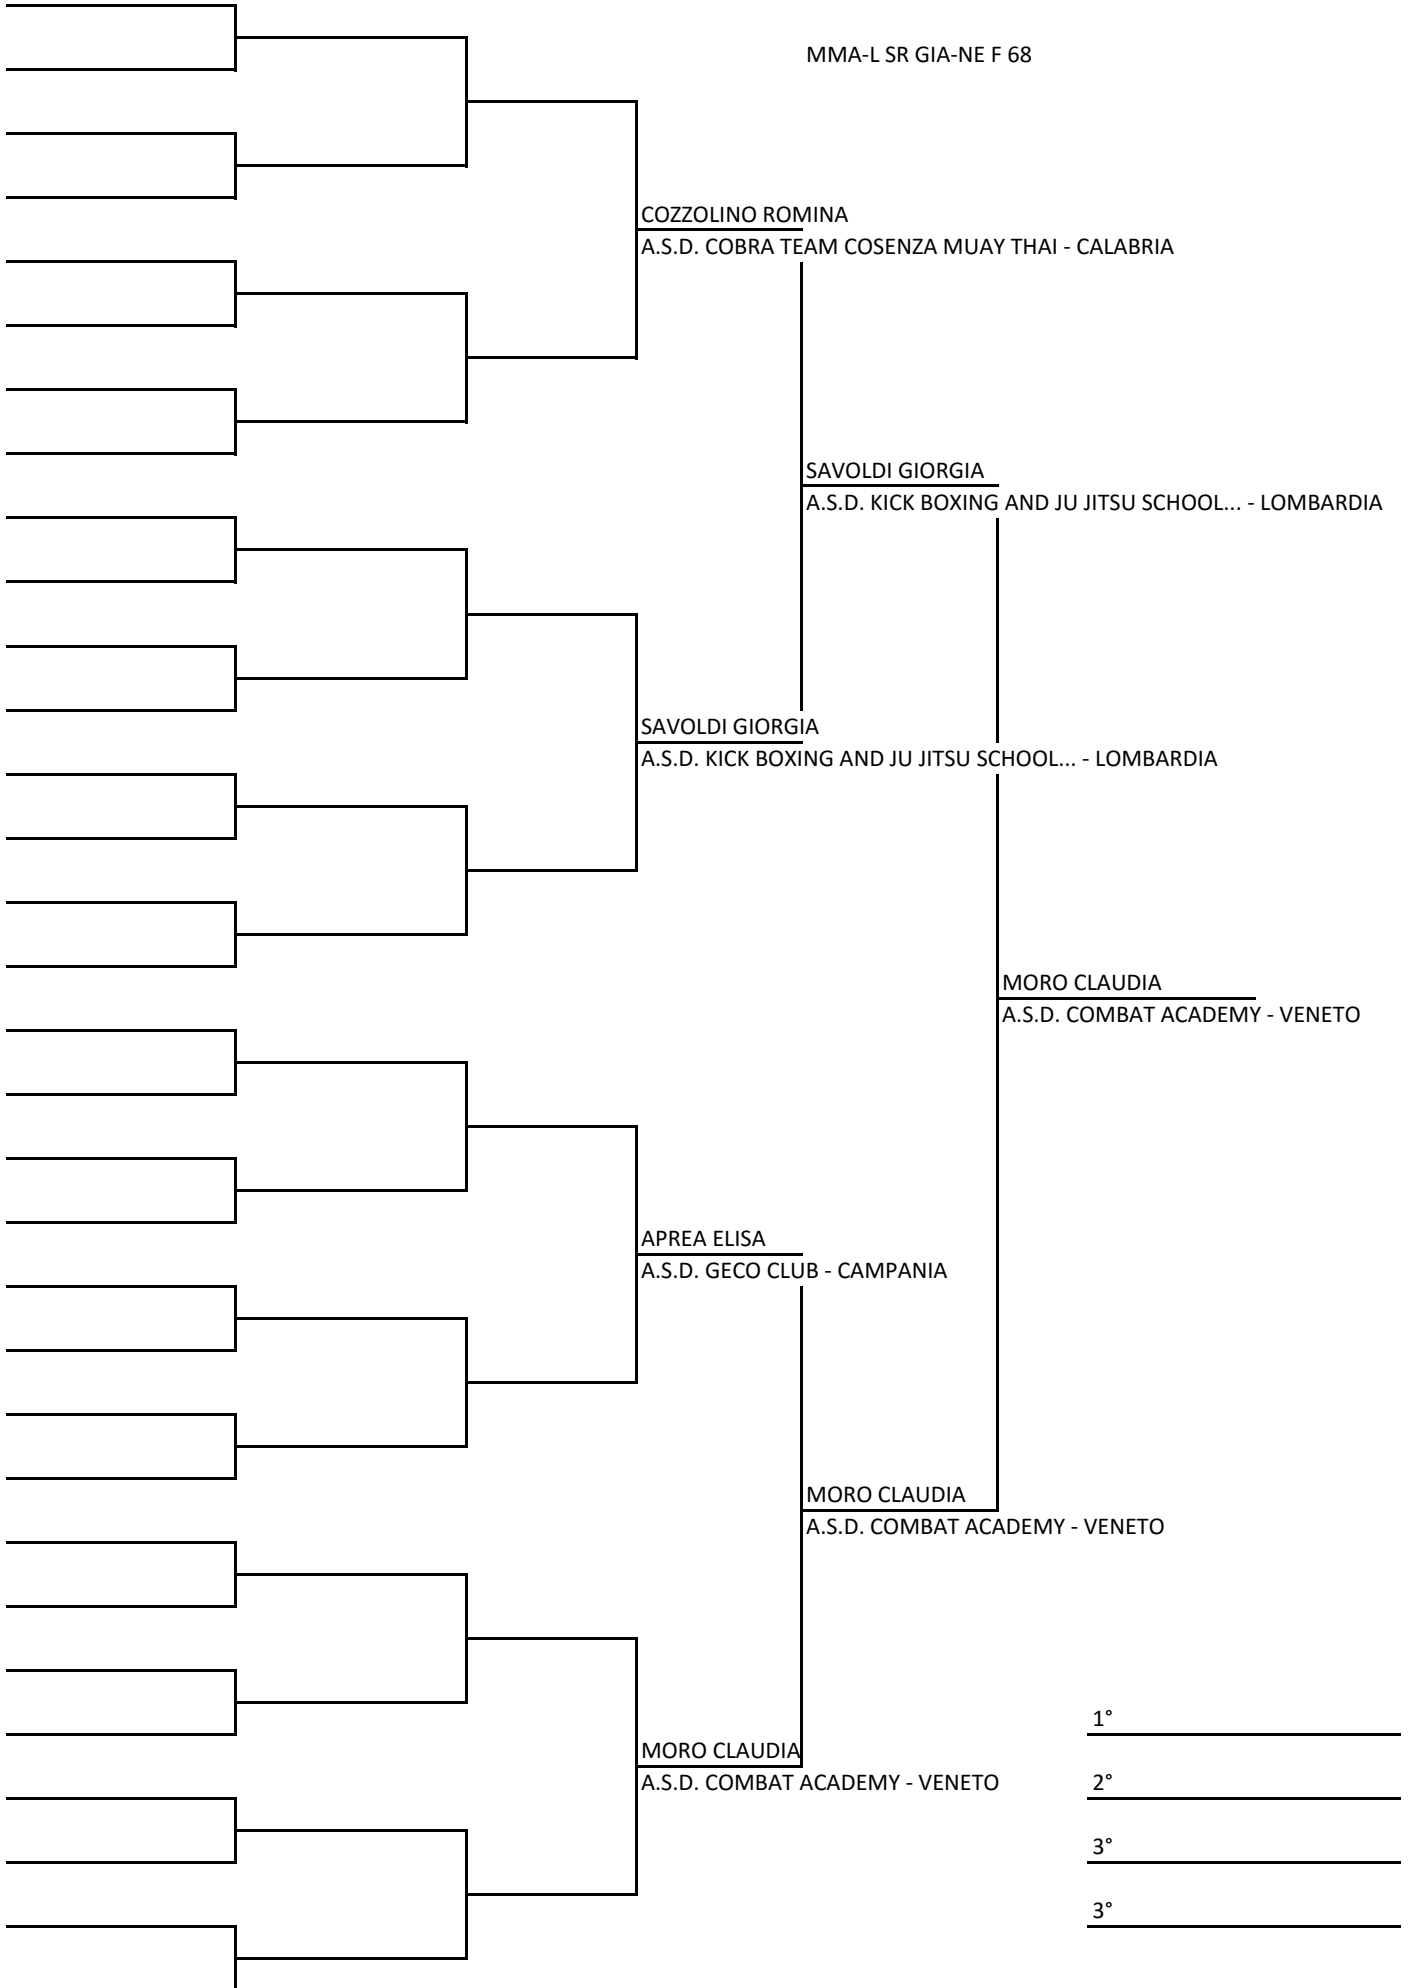 MMA-L SR GIA-NE F 68
COZZOLINO ROMINA
A.S.D. COBRA TEAM COSENZA MUAY THAI - CALABRIA
SAVOLDI GIORGIA
A.S.D. KICK BOXING AND JU JITSU SCHOOL... - LOMBARDIA
SAVOLDI GIORGIA
A.S.D. KICK BOXING AND JU JITSU SCHOOL... - LOMBARDIA
MORO CLAUDIA
A.S.D. COMBAT ACADEMY - VENETO
APREA ELISA
A.S.D. GECO CLUB - CAMPANIA
MORO CLAUDIA
A.S.D. COMBAT ACADEMY - VENETO
1°
MORO CLAUDIA
A.S.D. COMBAT ACADEMY - VENETO
2°
3°
3°